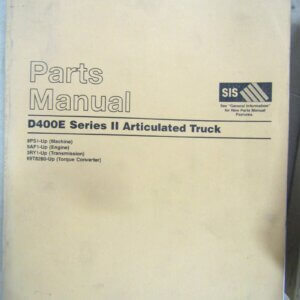 Parts
Manual
SIS
See "General Information"
for New Parts Manual
Features
D400E Series II Articulated Truck
8PS1-Up (Machine)
5AF1-Up (Engine)
3RY1-Up (Transmission)
69T8280-Up (Torque Converter)